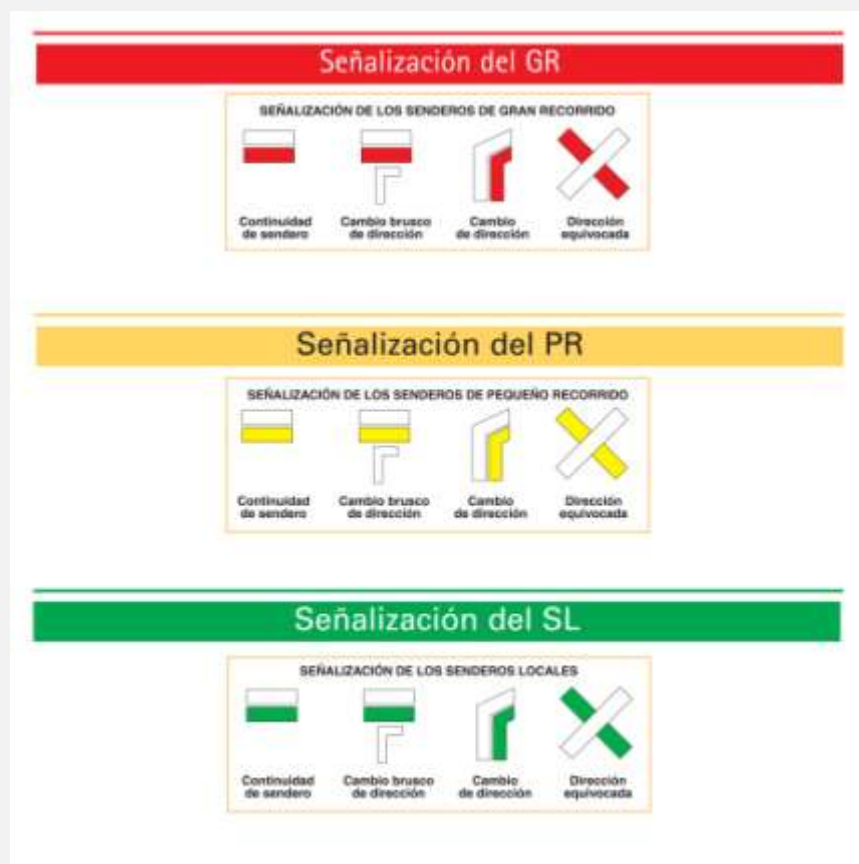 Señalización del GR
SEÑALIZACIÓN DE LOS SENDEROS DE GRAN RECORRIDO
Continuidad de sendero
Cambio brusco de dirección
Cambio de dirección
Dirección equivocada
Señalización del PR
SEÑALIZACIÓN DE LOS SENDEROS DE PEQUEÑO RECORRIDO
Continuidad de sendero
Cambio brusco de dirección
Cambio de dirección
Dirección equivocada
Señalización del SL
SEÑALIZACIÓN DE LOS SENDEROS LOCALES
Continuidad de sendero
Cambio brusco de dirección
Cambio de dirección
Dirección equivocada